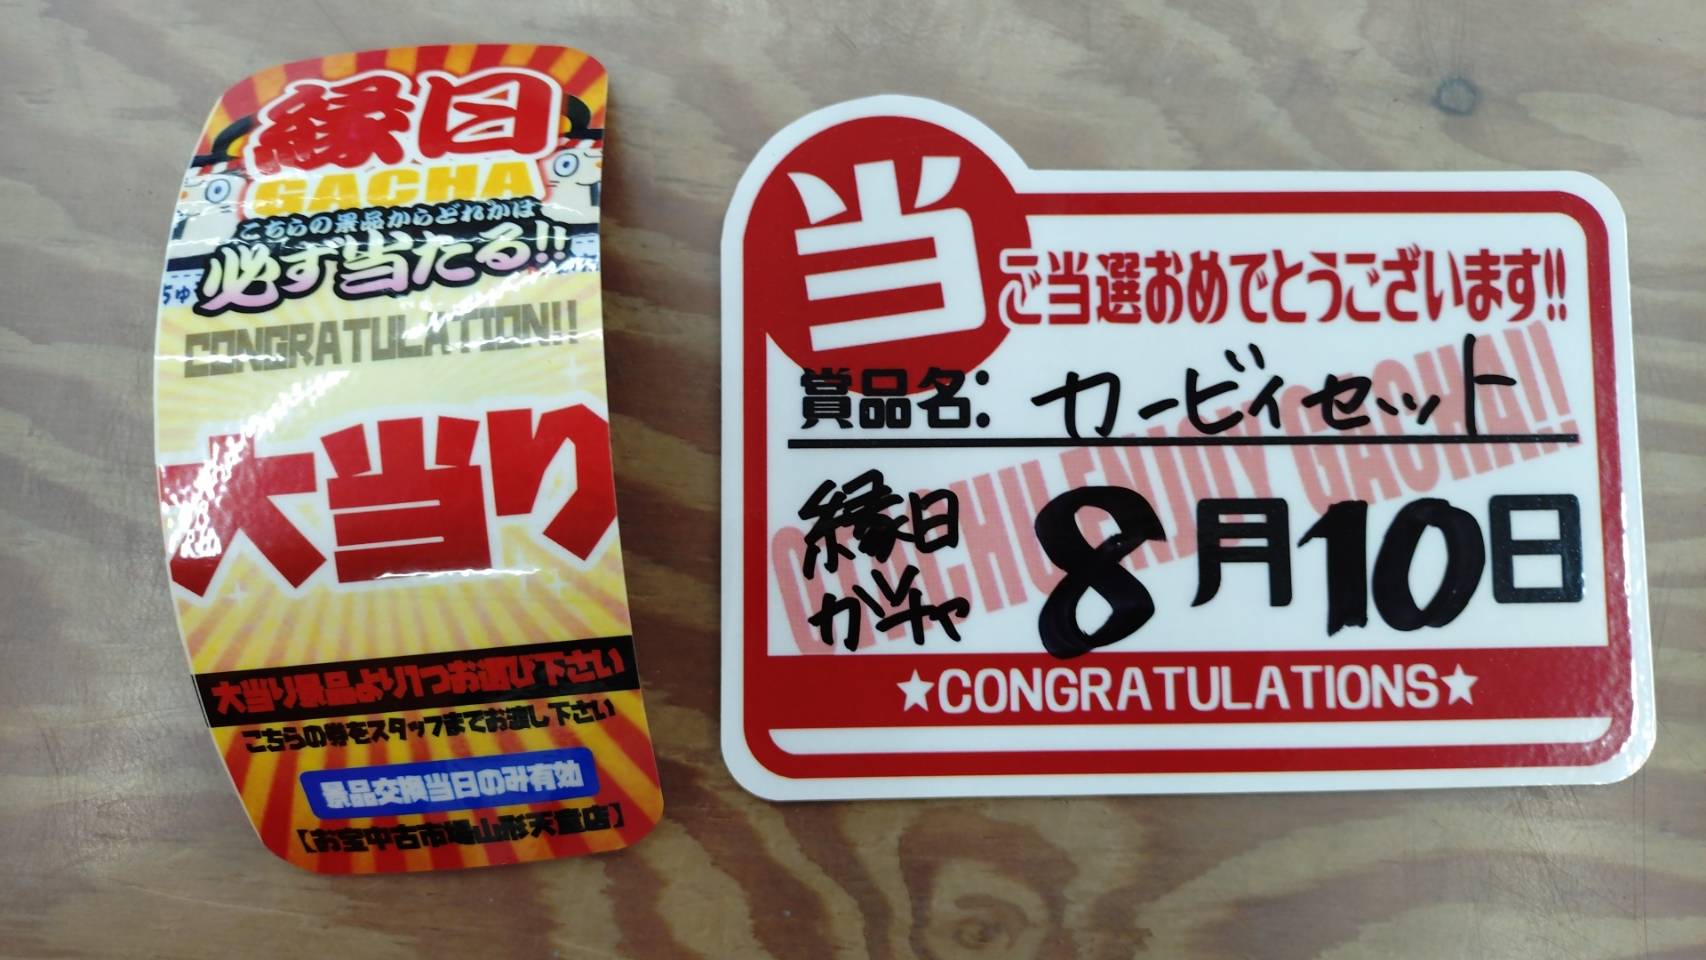 縁日
GACHA
こちらの景品からどれかは
必ず当たる!!
ちゅ
CONGRATULATION!!
大当り
大当り景品より1つお選び下さい
こちらの券をスタッフまでお渡し下さい
景品交換当日のみ有効
【お宝中古市場山形天童店】
当
ご当選おめでとうございます!!
賞品名: カービィセット
縁日
ガチャ
8月10日
ENJOY GACHA!!
★CONGRATULATIONS★